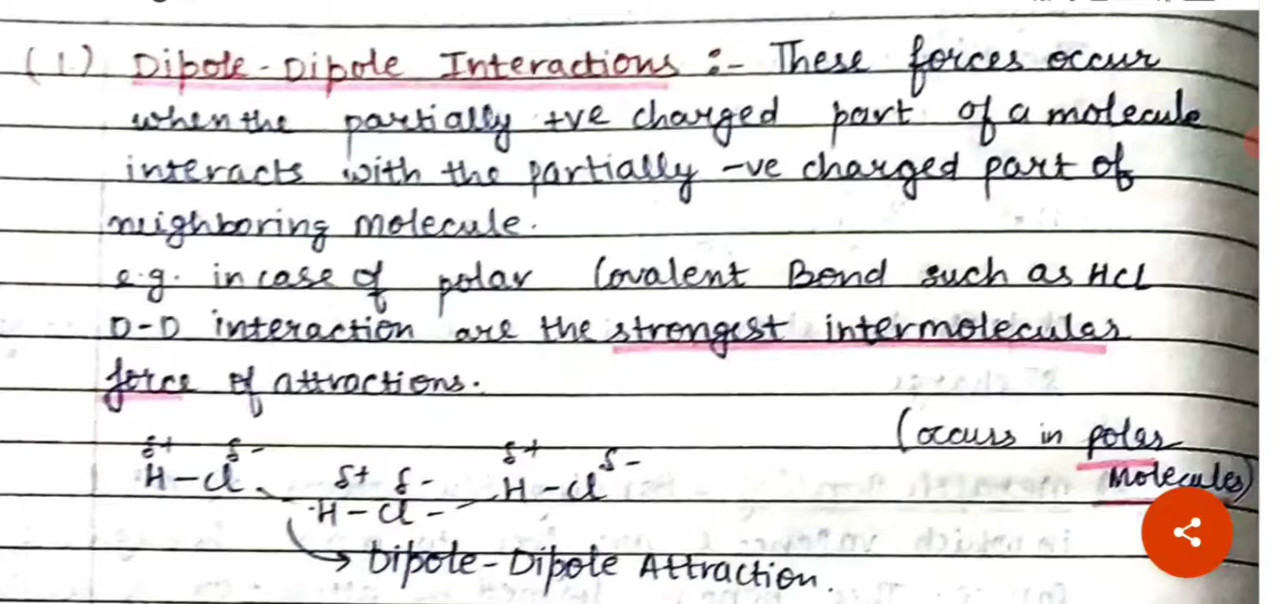 (1) Dipole-Dipole Interactions :- These forces occur
when the partially +ve charged part of a molecule
interacts with the partially -ve charged part of
neighboring molecule.
e.g. in case of polar Covalent Bond such as HCl
D-D interaction are the strongest intermolecular
force of attractions.
(occurs in polar
Molecules)
δ+ δ- δ+ δ-
H-Cl H-Cl
δ+ δ-
H-Cl
→ Dipole-Dipole Attraction.